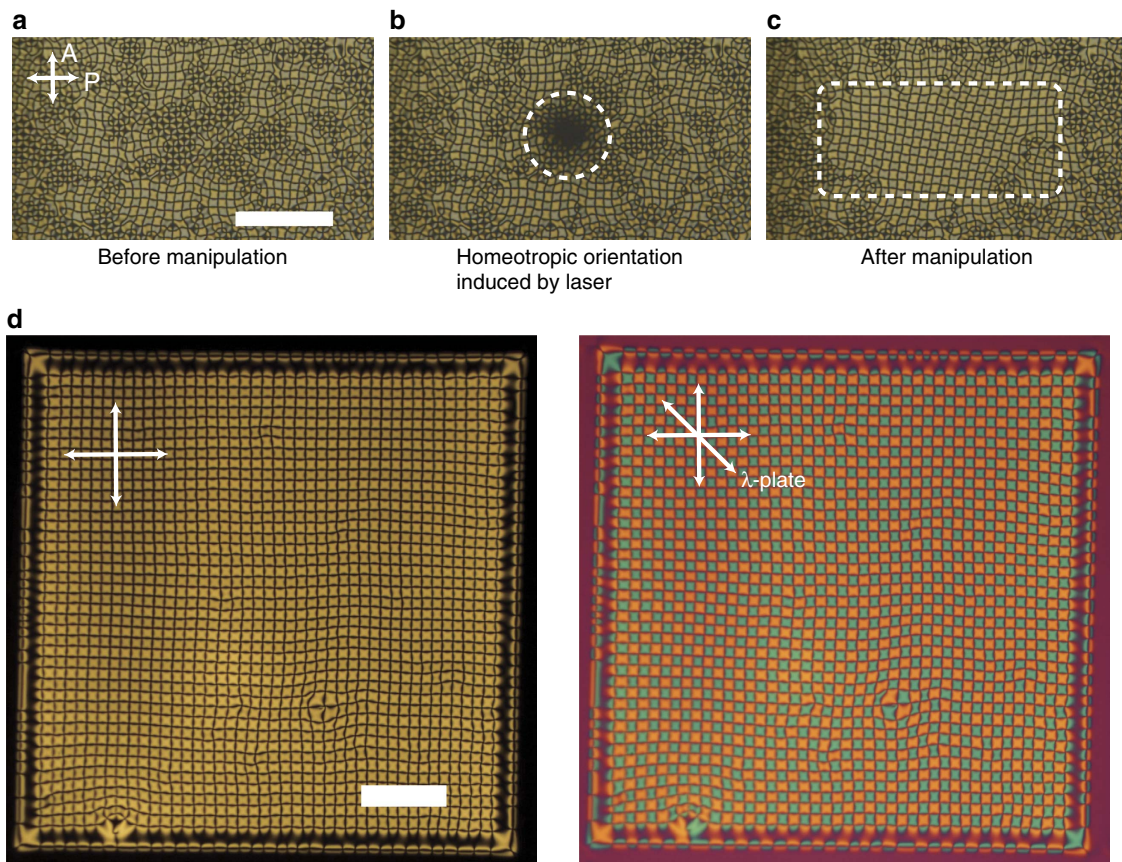 a
b
c
A
P
Before manipulation
Homeotropic orientation
induced by laser
After manipulation
d
λ-plate